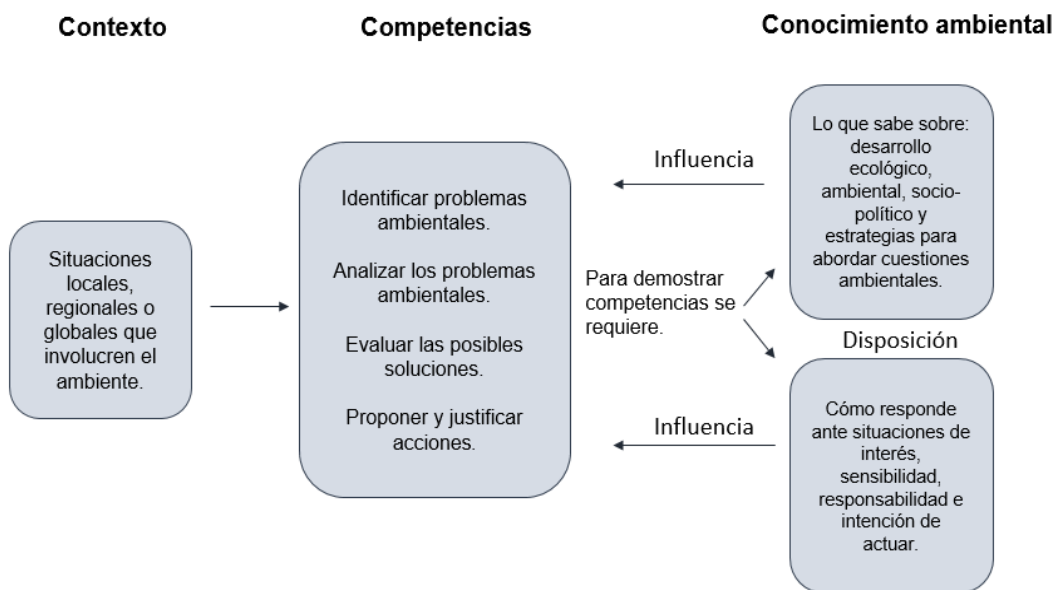 Contexto
Competencias
Conocimiento ambiental
Situaciones
locales,
regionales o
globales que
involucren el
ambiente.
Identificar problemas
ambientales.
Analizar los problemas
ambientales.
Evaluar las posibles
soluciones.
Proponer y justificar
acciones.
Influencia
Para demostrar
competencias se
requiere.
Influencia
Lo que sabe sobre:
desarrollo
ecológico,
ambiental, socio-
político y
estrategias para
abordar cuestiones
ambientales.
Disposición
Cómo responde
ante situaciones de
interés,
sensibilidad,
responsabilidad e
intención de
actuar.